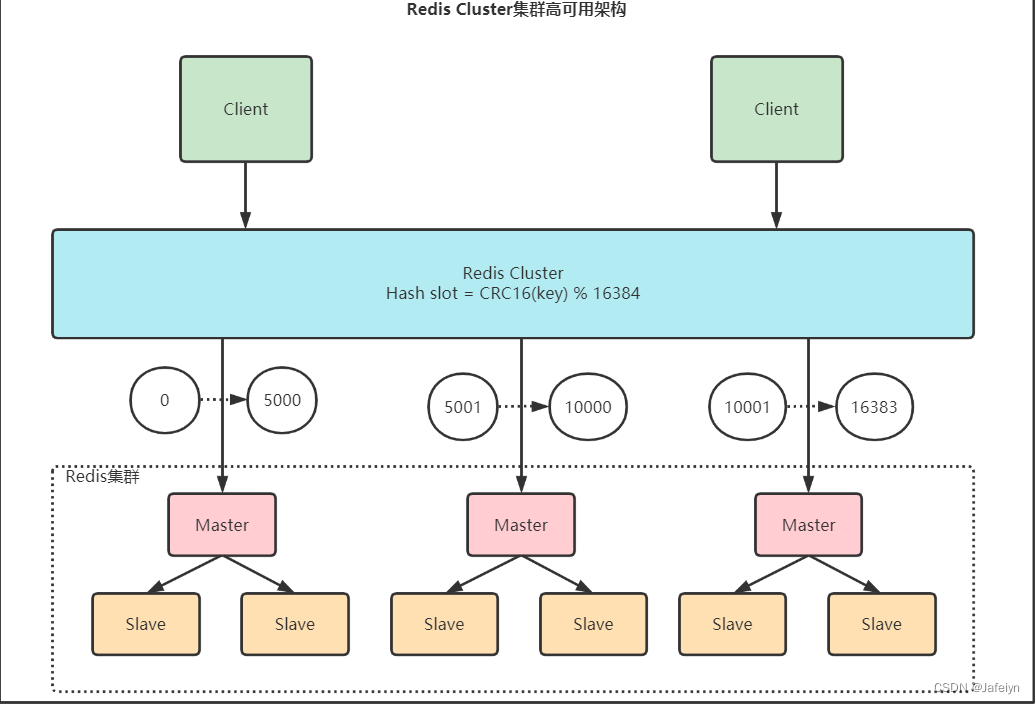 Redis Cluster集群高可用架构
Client
Client
Redis Cluster
Hash slot = CRC16(key) % 16384
0
5000
5001
10000
10001
16383
Redis集群
Master
Master
Master
Slave
Slave
Slave
Slave
Slave
Slave
CSDN @Jafeiyn